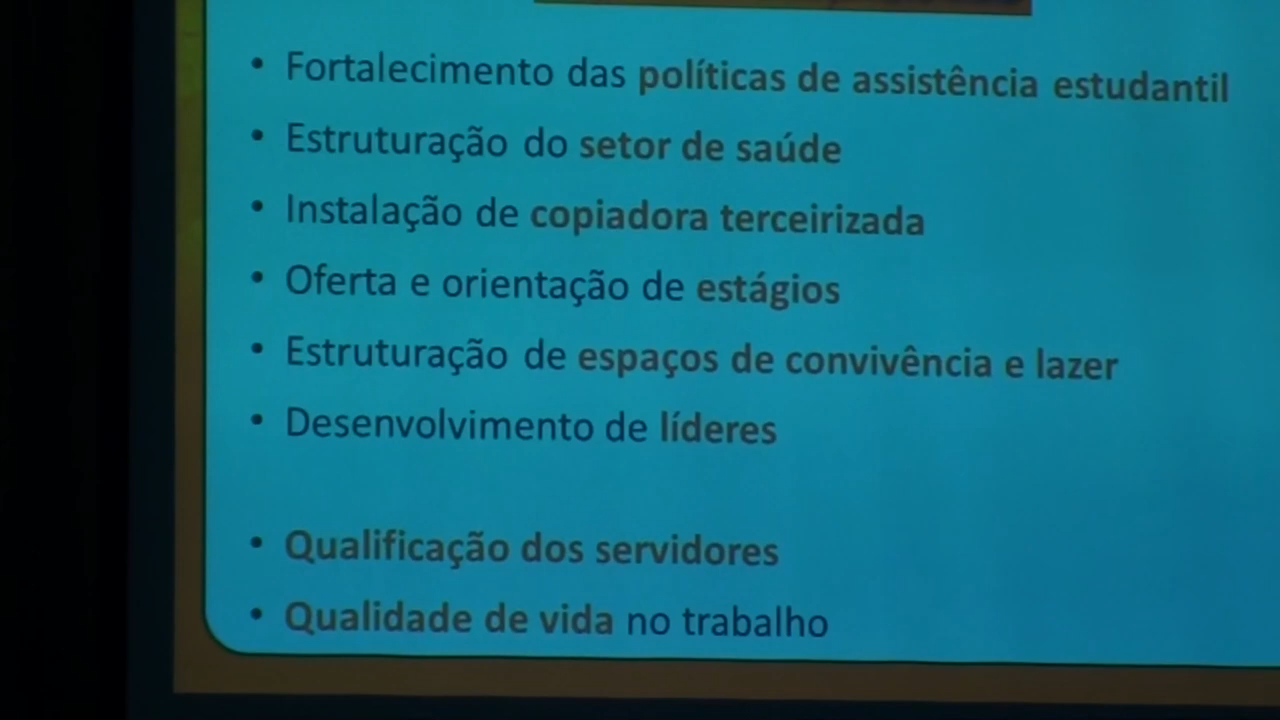 • Fortalecimento das políticas de assistência estudantil
• Estruturação do setor de saúde
• Instalação de copiadora terceirizada
• Oferta e orientação de estágios
• Estruturação de espaços de convivência e lazer
• Desenvolvimento de líderes
• Qualificação dos servidores
• Qualidade de vida no trabalho